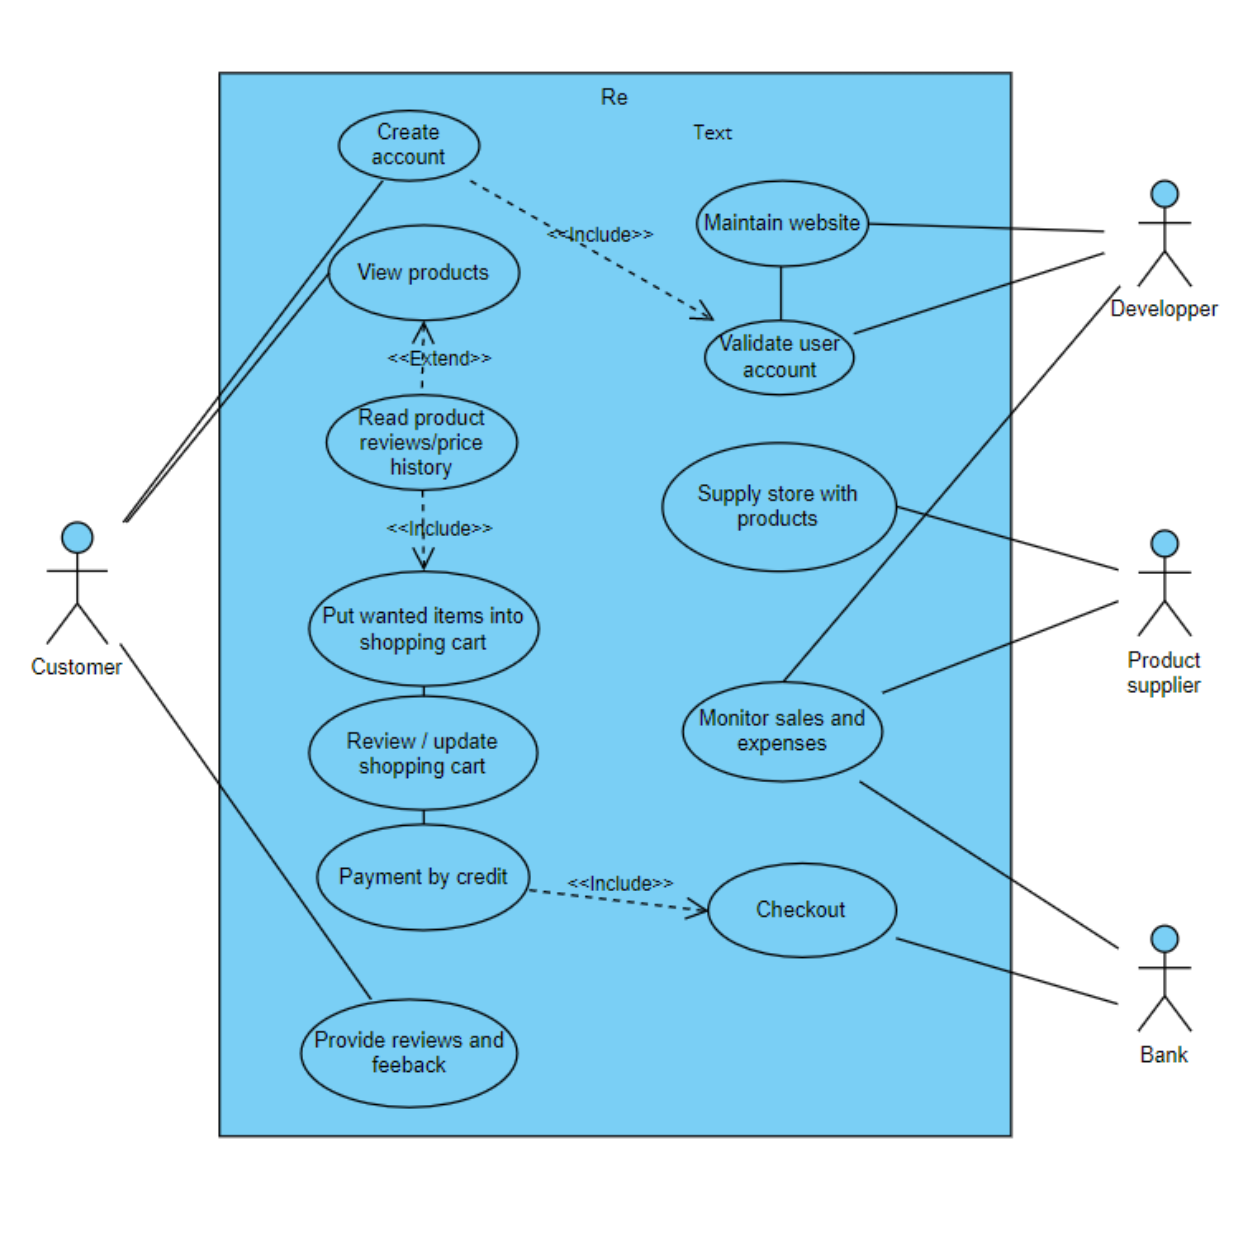 Re
Text
Create
account
<<Include>>
Maintain website
View products
Developper
<<Extend>>
Validate user
account
Read product
reviews/price
history
<<Include>>
Supply store with
products
Put wanted items into
shopping cart
Customer
Product
supplier
Review / update
shopping cart
Monitor sales and
expenses
Payment by credit
<<Include>>
Checkout
Provide reviews and
feeback
Bank